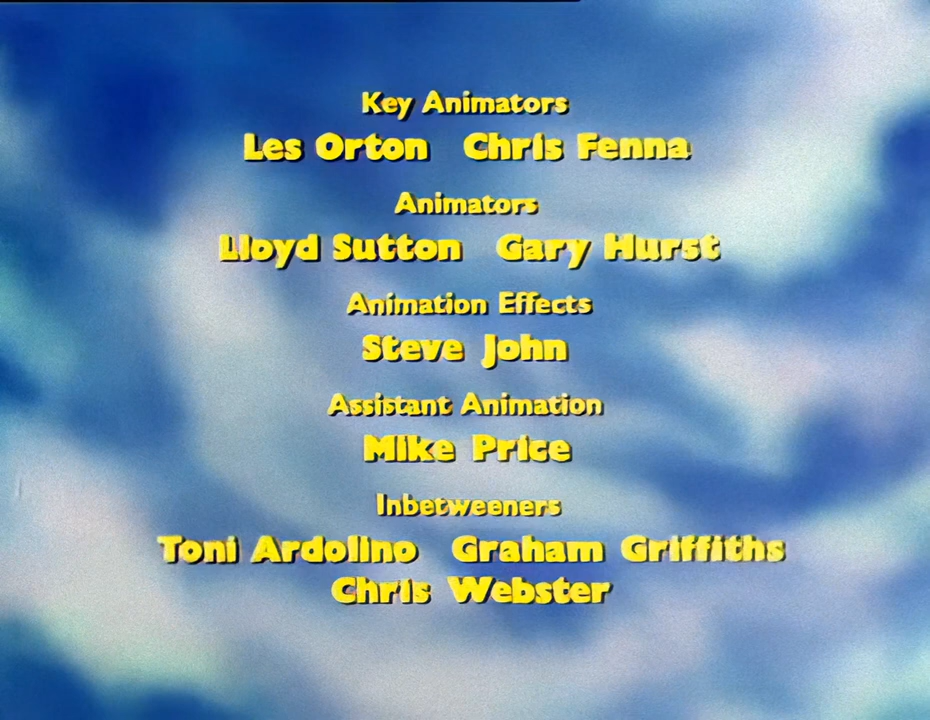 Key Animators
Les Orton Chris Fenna
Animators
Lloyd Sutton Gary Hurst
Animation Effects
Steve John
Assistant Animation
Mike Price
Inbetweeners
Toni Ardolino Graham Griffiths
Chris Webster